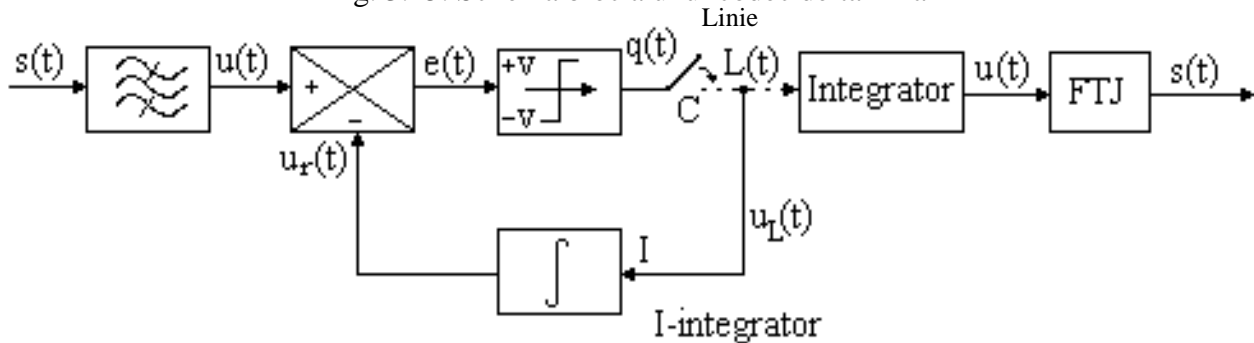 Linie
s(t) u(t) e(t) q(t) L(t) u(t) s(t)
+ +V -V C Integrator FTJ
-
u_r(t)
u_L(t)
∫ I
I-integrator